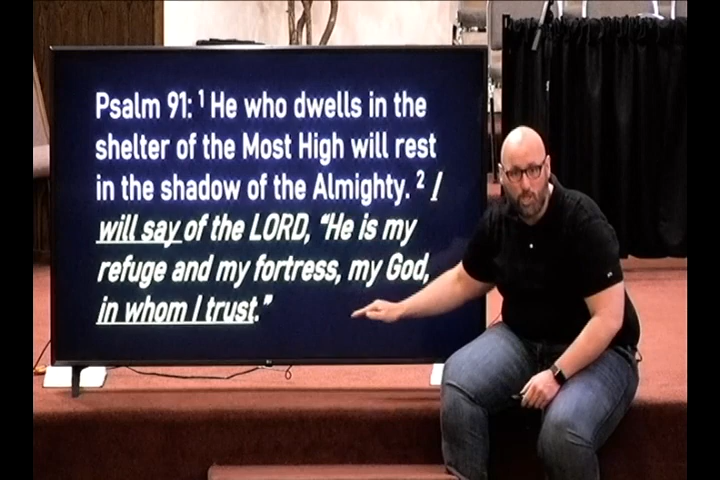 Psalm 91: ¹ He who dwells in the
shelter of the Most High will rest
in the shadow of the Almighty. ² I
will say of the LORD, “He is my
refuge and my fortress, my God,
in whom I trust.”